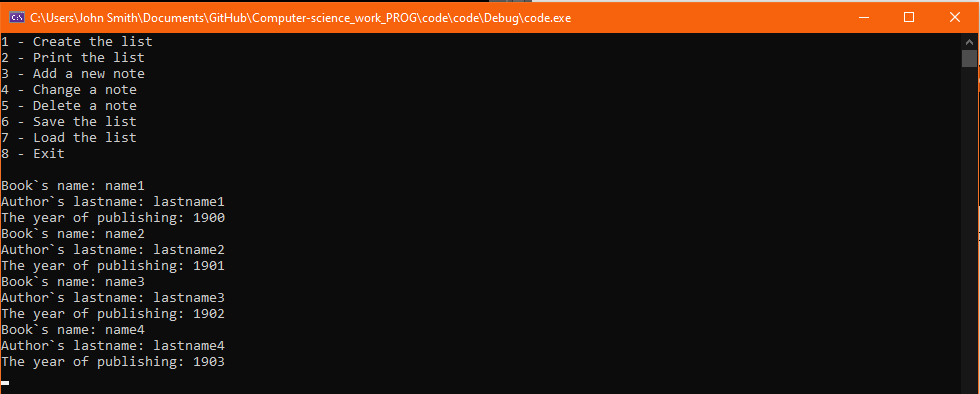 C:\Users\John Smith\Documents\GitHub\Computer-science_work_PROG\code\code\Debug\code.exe
1 - Create the list
2 - Print the list
3 - Add a new note
4 - Change a note
5 - Delete a note
6 - Save the list
7 - Load the list
8 - Exit
Book`s name: name1
Author`s lastname: lastname1
The year of publishing: 1900
Book`s name: name2
Author`s lastname: lastname2
The year of publishing: 1901
Book`s name: name3
Author`s lastname: lastname3
The year of publishing: 1902
Book`s name: name4
Author`s lastname: lastname4
The year of publishing: 1903